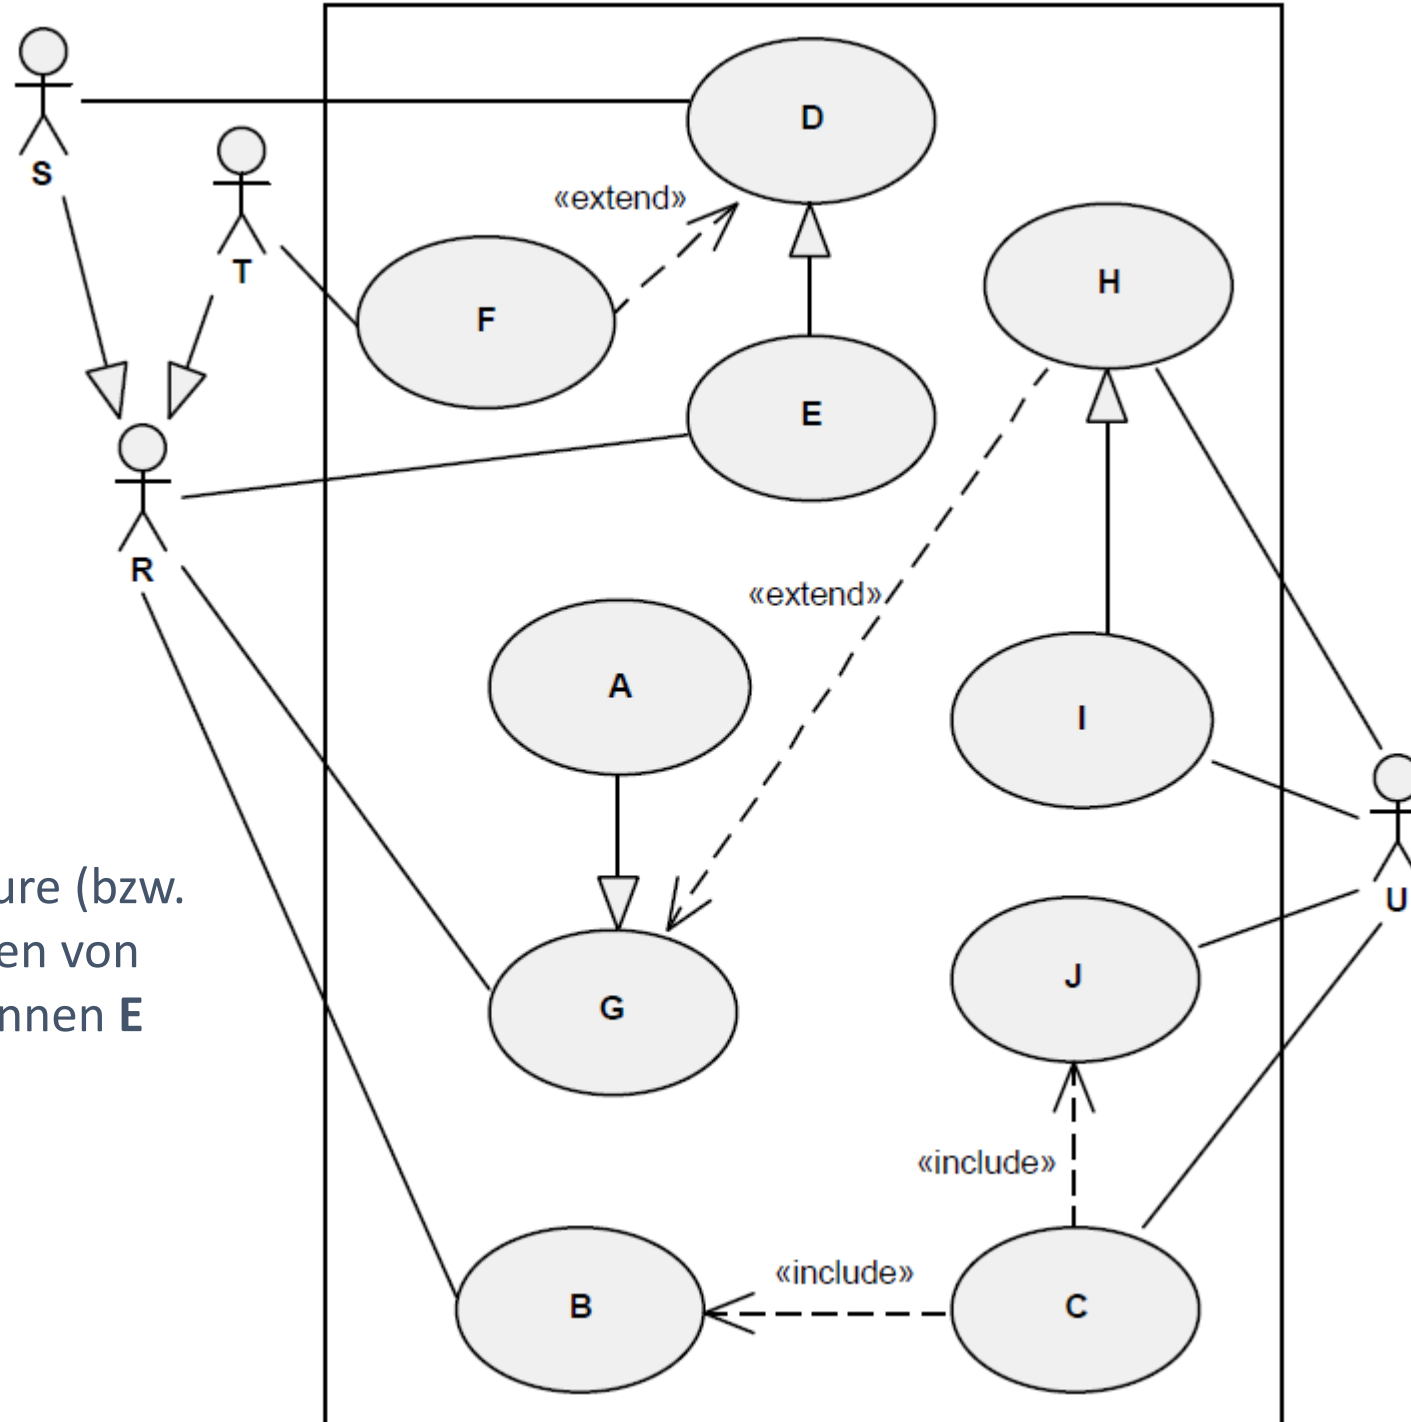 S
D
T
«extend»
H
F
E
R
«extend»
A
I
ure (bzw.
en von
nnen E
U
J
G
«include»
«include»
B
C